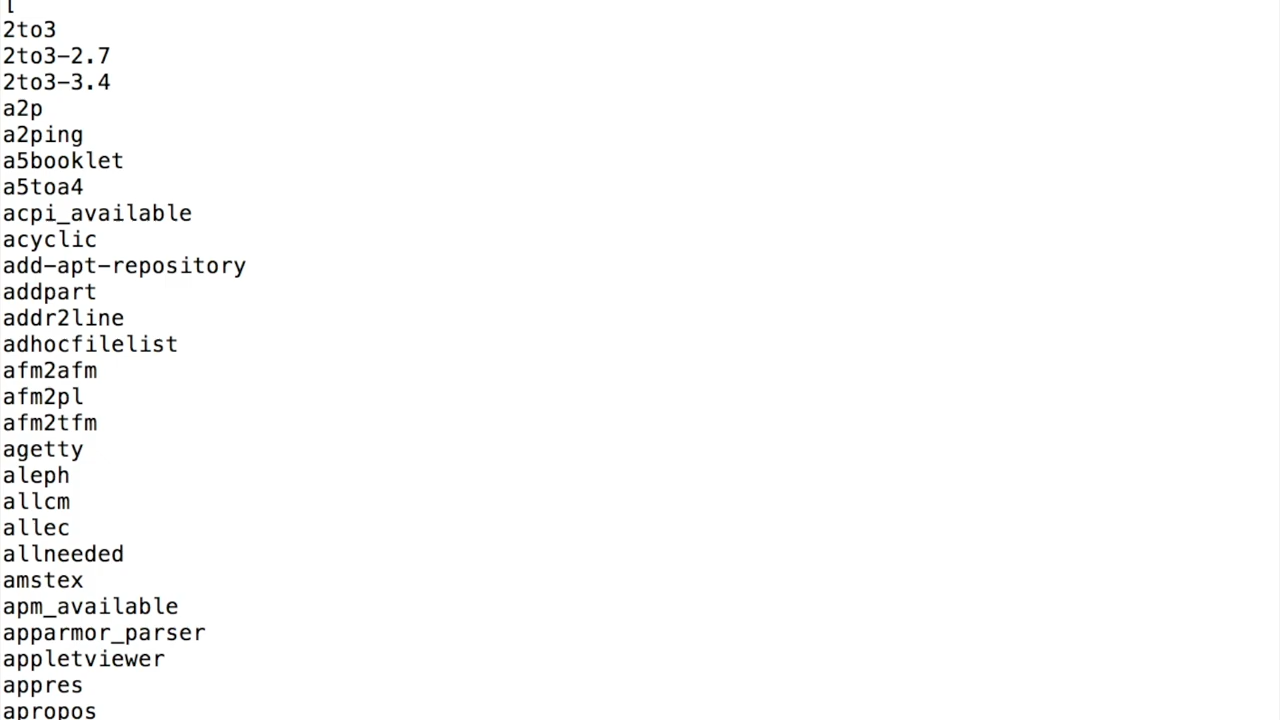 [
2to3
2to3-2.7
2to3-3.4
a2p
a2ping
a5booklet
a5toa4
acpi_available
acyclic
add-apt-repository
addpart
addr2line
adhocfilelist
afm2afm
afm2pl
afm2tfm
agetty
aleph
allcm
allec
allneeded
amstex
apm_available
apparmor_parser
appletviewer
appres
apropos